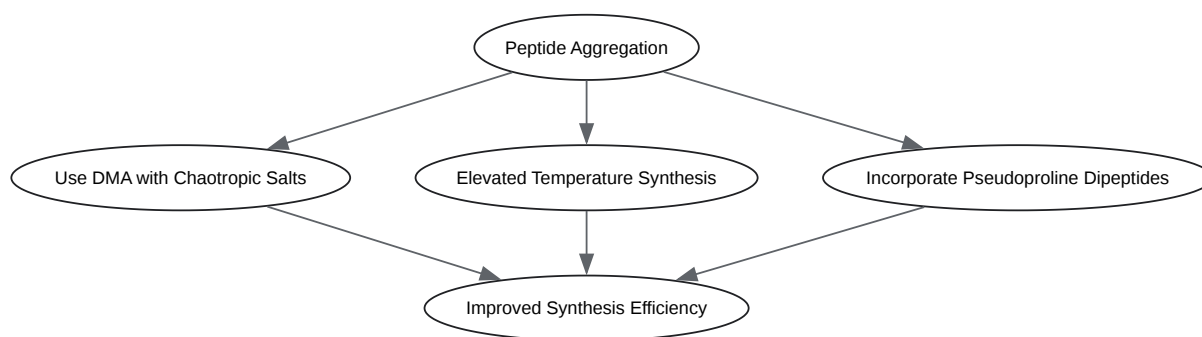 Peptide Aggregation
Use DMA with Chaotropic Salts
Elevated Temperature Synthesis
Incorporate Pseudoproline Dipeptides
Improved Synthesis Efficiency